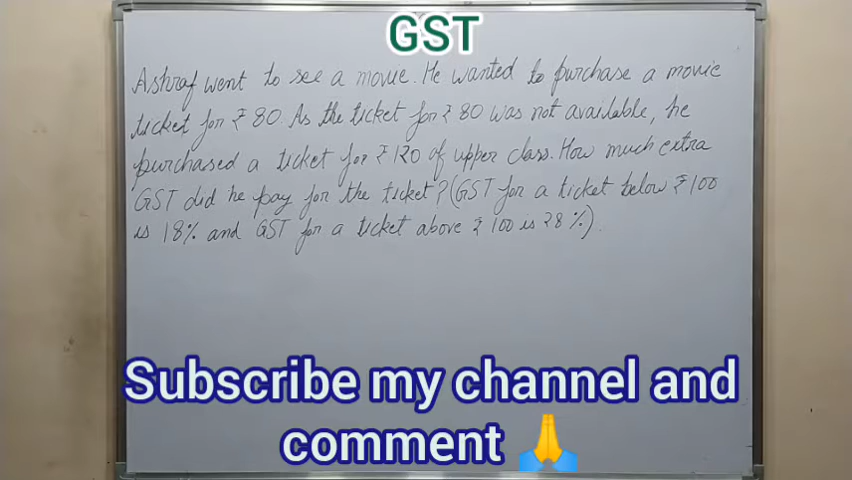 GST
Ashraf went to see a movie. He wanted to purchase a movie
ticket for ₹ 80. As the ticket for ₹ 80 was not available, he
purchased a ticket for ₹ 120 of upper class. How much extra
GST did he pay for the ticket? (GST for a ticket below ₹ 100
is 18% and GST for a ticket above ₹ 100 is 28%).
Subscribe my channel and
comment 🙏